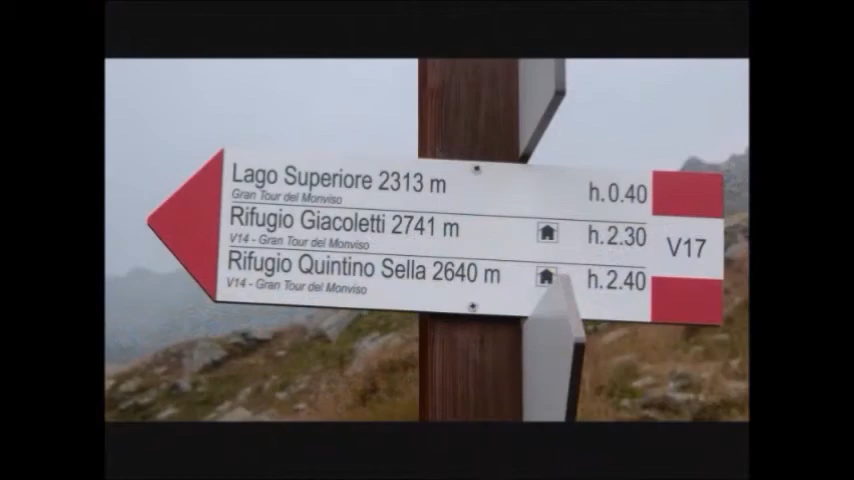 Lago Superiore 2313 m h.0.40
Gran Tour del Monviso
Rifugio Giacoletti 2741 m h.2.30
V14 - Gran Tour del Monviso
V17
Rifugio Quintino Sella 2640 m h.2.40
V14 - Gran Tour del Monviso